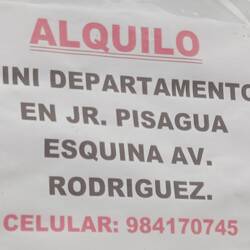 ALQUILO
INI DEPARTAMENTO
EN JR. PISAGUA
ESQUINA AV.
RODRIGUEZ.
CELULAR: 984170745